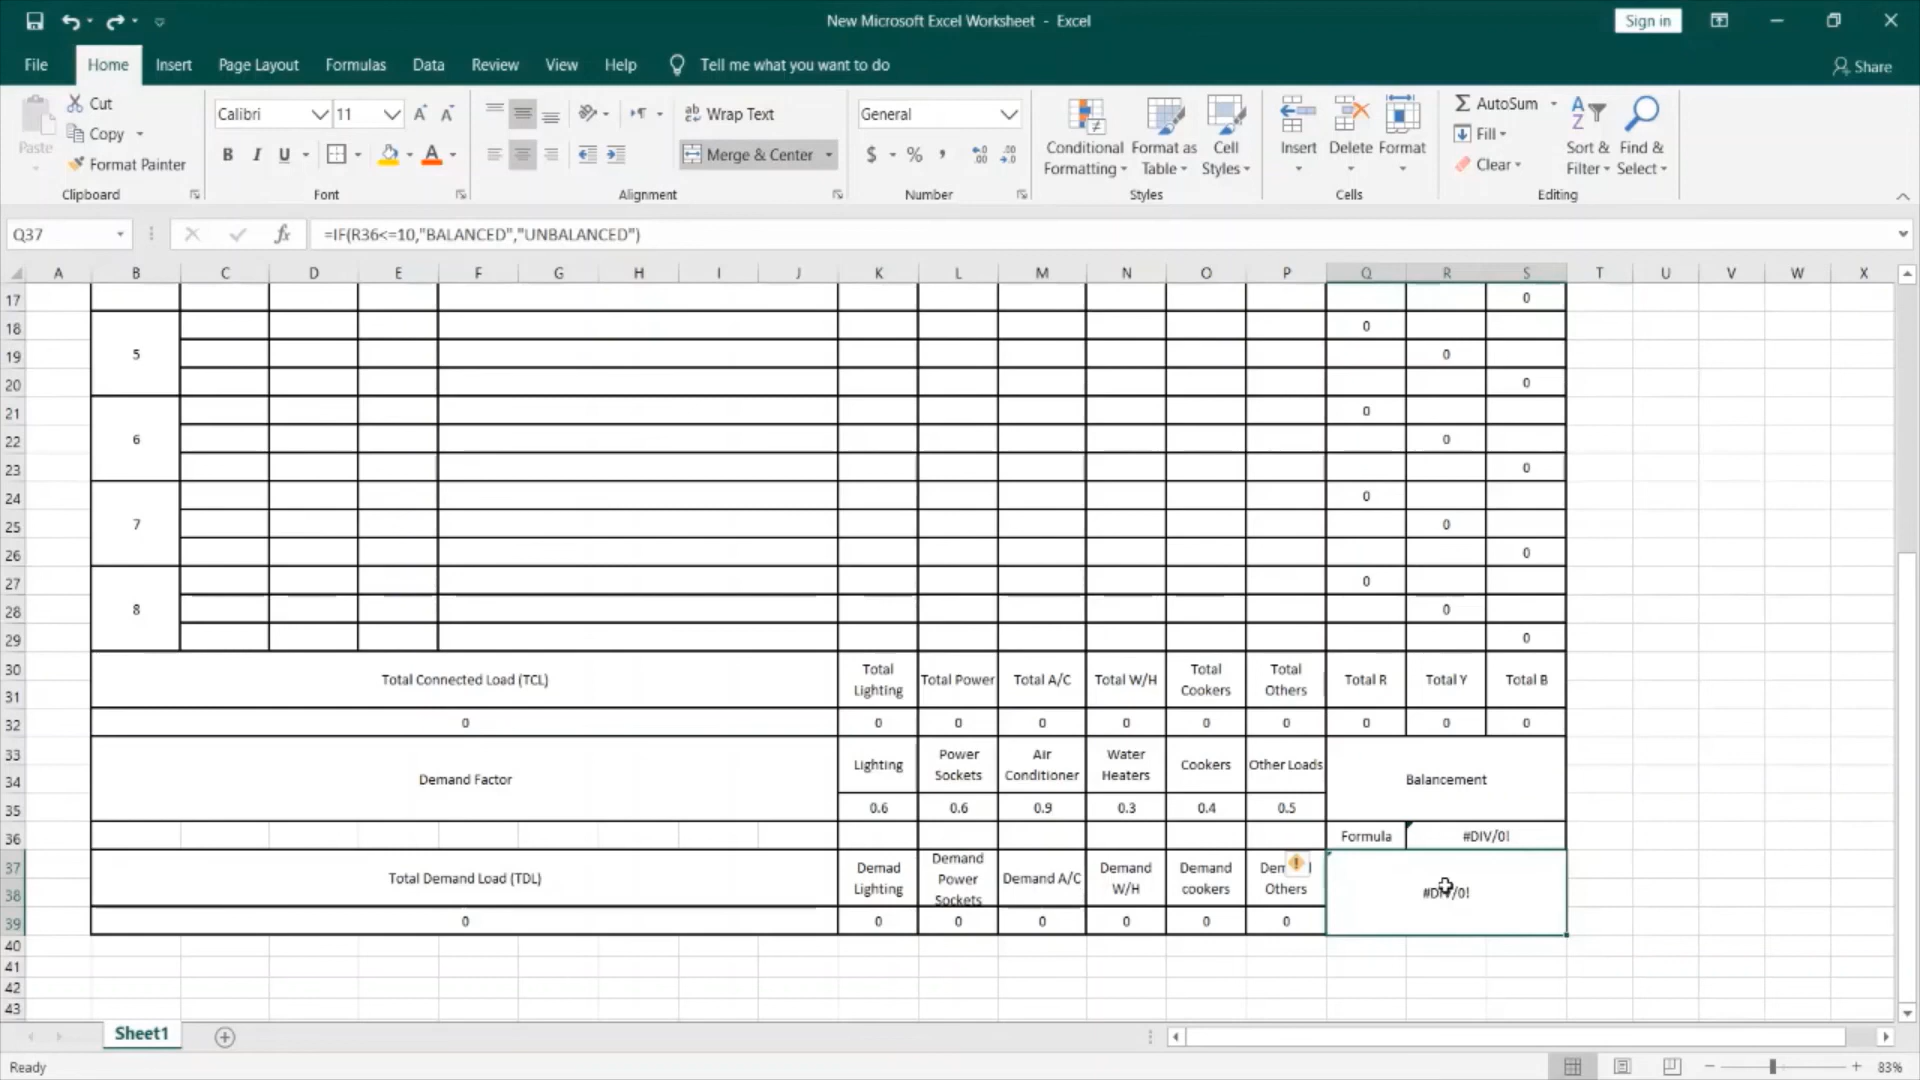 New Microsoft Excel Worksheet - Excel
Sign in
File Home Insert Page Layout Formulas Data Review View Help Tell me what you want to do Share
Paste
Cut
Copy
Format Painter
Clipboard
Calibri 11
B I U
Font
Wrap Text
Merge & Center
Alignment
General
$ % ,
Number
Conditional Formatting
Format as Table
Cell Styles
Styles
Insert
Delete
Format
Cells
AutoSum
Fill
Clear
Sort & Filter
Find & Select
Editing
Q37 fx =IF(R36<=10,"BALANCED","UNBALANCED")
A B C D E F G H I J K L M N O P Q R S T U V W X
17 0
18 0
19 5 0
20 0
21 0
22 6 0
23 0
24 0
25 7 0
26 0
27 0
28 8 0
29 0
30
31
Total Connected Load (TCL)
Total Lighting
Total Power
Total A/C
Total W/H
Total Cookers
Total Others
Total R
Total Y
Total B
32 0 0 0 0 0 0 0 0 0 0
33
34
Demand Factor
Lighting
Power Sockets
Air Conditioner
Water Heaters
Cookers
Other Loads
Balancement
35 0.6 0.6 0.9 0.3 0.4 0.5
36 Formula #DIV/0!
37
38
Total Demand Load (TDL)
Demad Lighting
Demand Power Sockets
Demand A/C
Demand W/H
Demand cookers
Others
#DIV/0!
39 0 0 0 0 0 0 0
40
41
42
43
Sheet1
Ready
83%